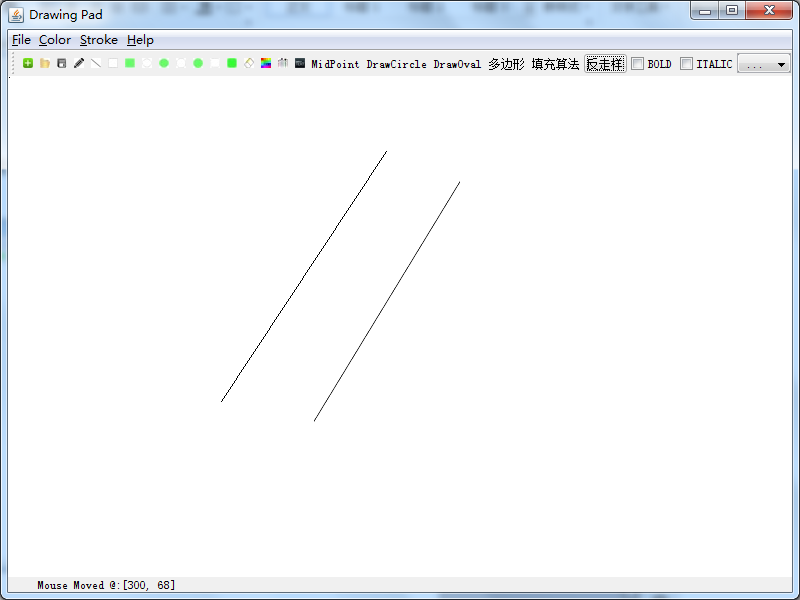 Drawing Pad
File Color Stroke Help
MidPoint DrawCircle DrawOval 多边形 填充算法 反走样 BOLD ITALIC ...
Mouse Moved @:[300, 68]